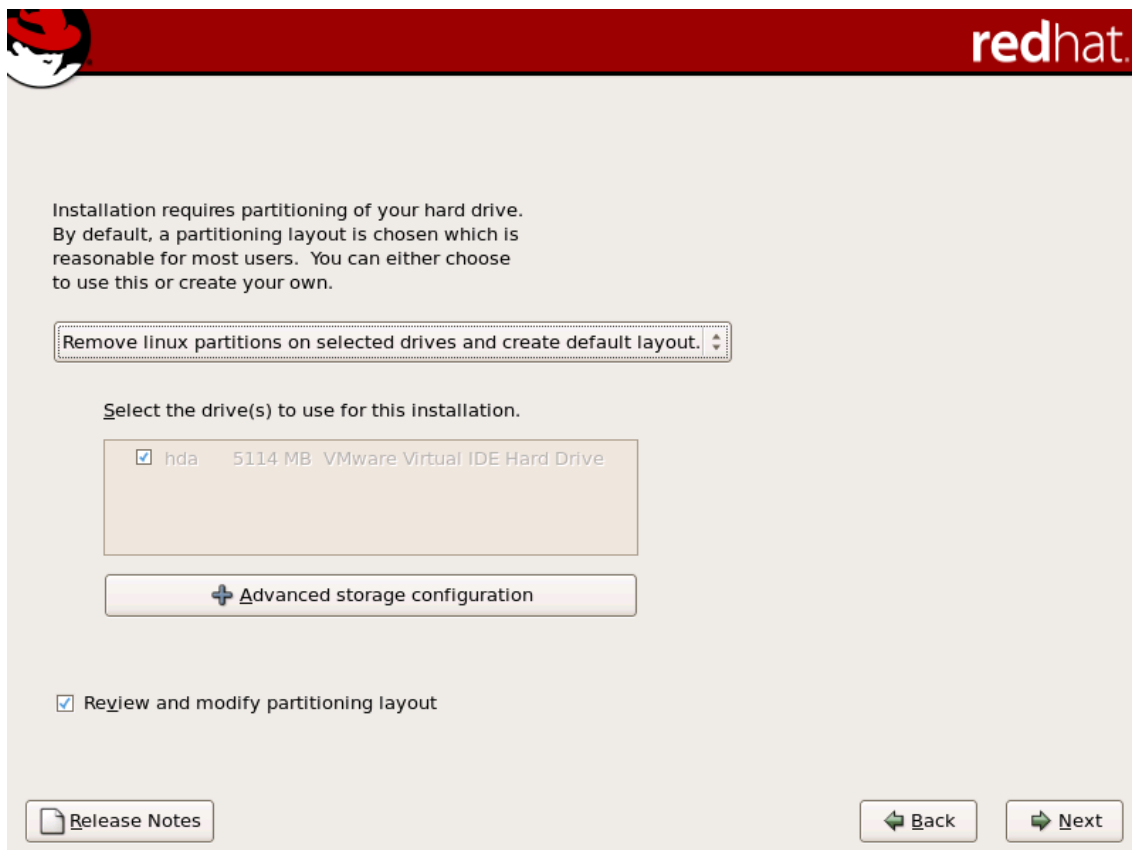 redhat.
Installation requires partitioning of your hard drive.
By default, a partitioning layout is chosen which is
reasonable for most users.  You can either choose
to use this or create your own.
Remove linux partitions on selected drives and create default layout.
Select the drive(s) to use for this installation.
hda 5114 MB VMware Virtual IDE Hard Drive
Advanced storage configuration
Review and modify partitioning layout
Release Notes
Back
Next